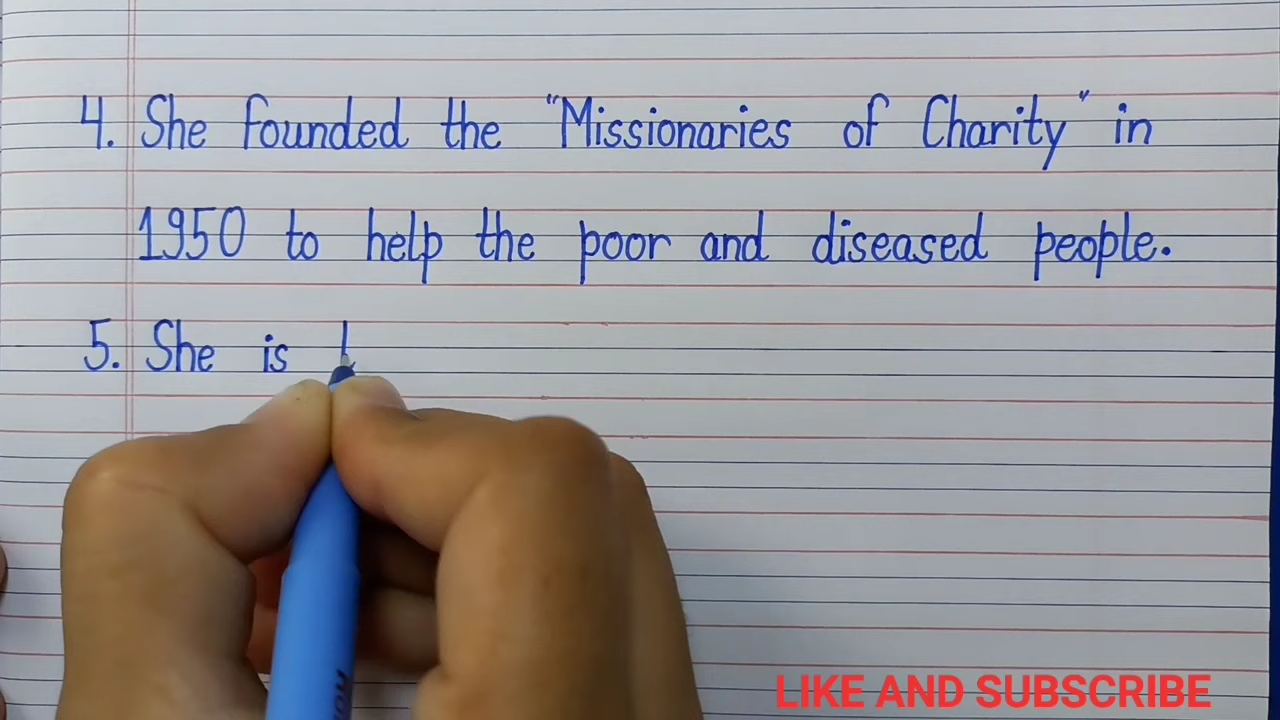 4. She founded the "Missionaries of Charity" in
1950 to help the poor and diseased people.
5. She is
LIKE AND SUBSCRIBE